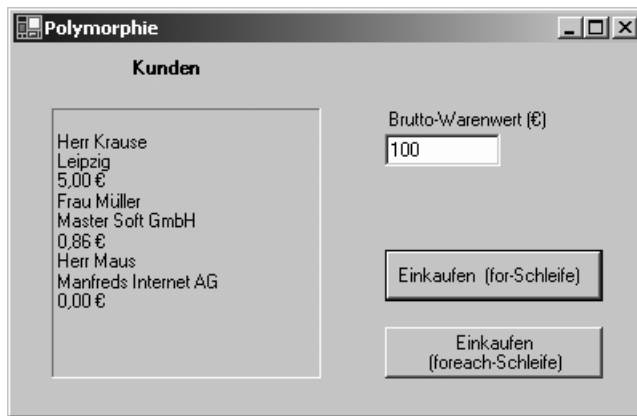 Polymorphie
Kunden
Herr Krause
Leipzig
5,00 €
Frau Müller
Master Soft GmbH
0,86 €
Herr Maus
Manfreds Internet AG
0,00 €
Brutto-Warenwert (€)
100
Einkaufen (for-Schleife)
Einkaufen
(foreach-Schleife)